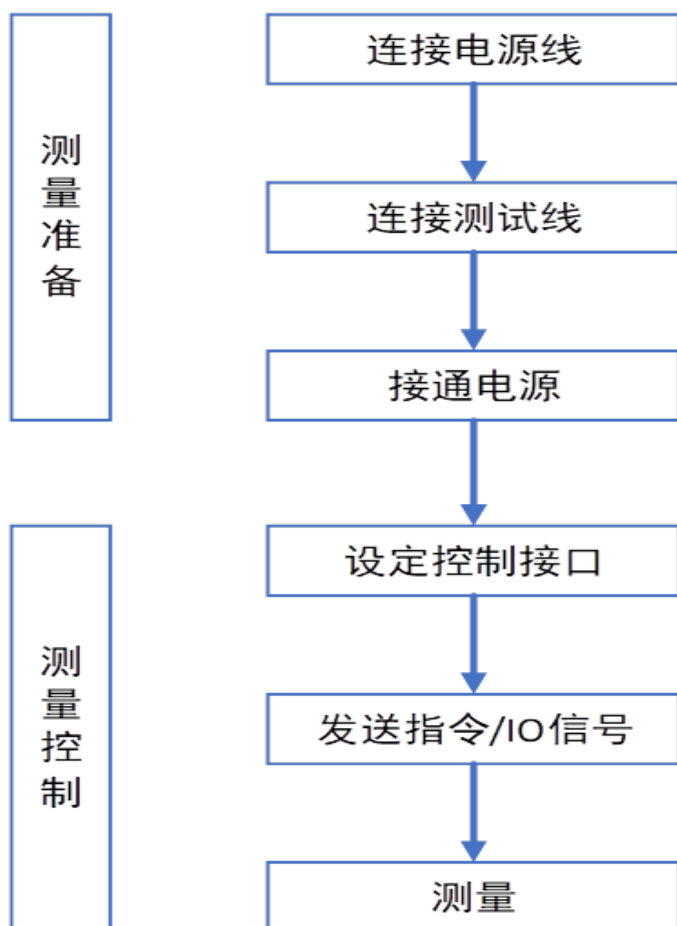 测量准备
连接电源线
连接测试线
接通电源
测量控制
设定控制接口
发送指令/IO信号
测量